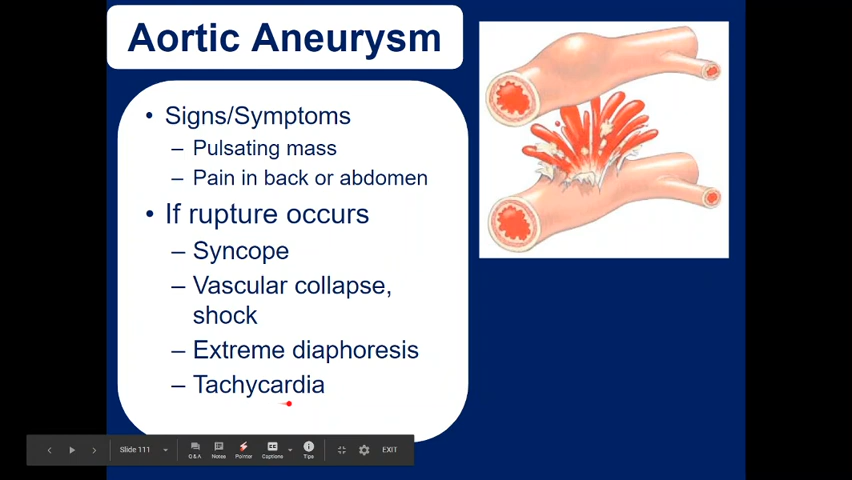 Aortic Aneurysm
• Signs/Symptoms
– Pulsating mass
– Pain in back or abdomen
• If rupture occurs
– Syncope
– Vascular collapse,
shock
– Extreme diaphoresis
– Tachycardia
Slide 111
Q&A
Notes
Pointer
Captions
Tips
EXIT